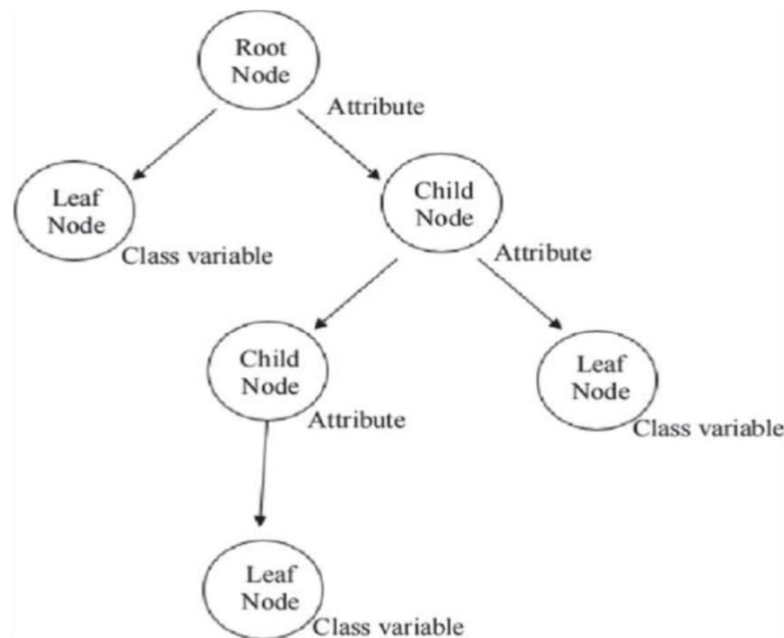 Root
Node
Attribute
Leaf
Node
Class variable
Child
Node
Attribute
Child
Node
Attribute
Leaf
Node
Class variable
Leaf
Node
Class variable